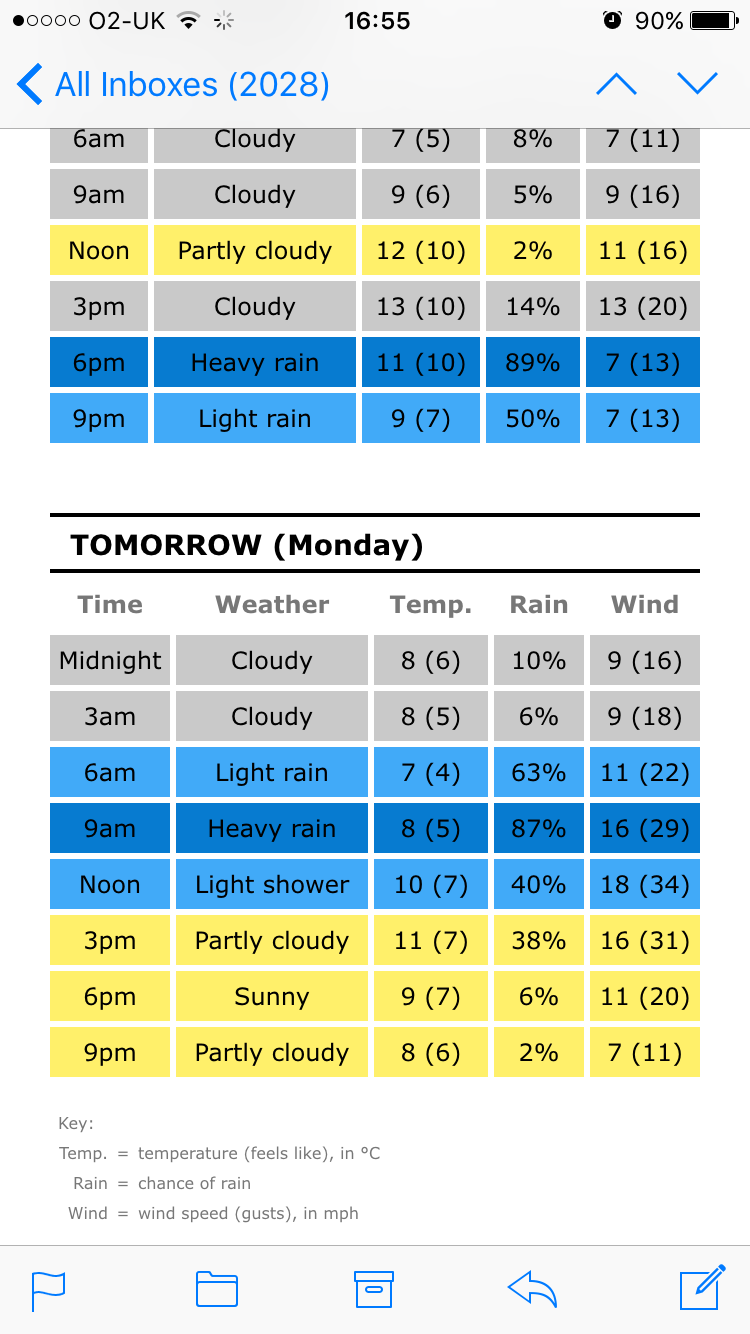 O2-UK 16:55 90%
All Inboxes (2028)
6am Cloudy 7 (5) 8% 7 (11)
9am Cloudy 9 (6) 5% 9 (16)
Noon Partly cloudy 12 (10) 2% 11 (16)
3pm Cloudy 13 (10) 14% 13 (20)
6pm Heavy rain 11 (10) 89% 7 (13)
9pm Light rain 9 (7) 50% 7 (13)
TOMORROW (Monday)
Time Weather Temp. Rain Wind
Midnight Cloudy 8 (6) 10% 9 (16)
3am Cloudy 8 (5) 6% 9 (18)
6am Light rain 7 (4) 63% 11 (22)
9am Heavy rain 8 (5) 87% 16 (29)
Noon Light shower 10 (7) 40% 18 (34)
3pm Partly cloudy 11 (7) 38% 16 (31)
6pm Sunny 9 (7) 6% 11 (20)
9pm Partly cloudy 8 (6) 2% 7 (11)
Key:
Temp. = temperature (feels like), in °C
Rain = chance of rain
Wind = wind speed (gusts), in mph